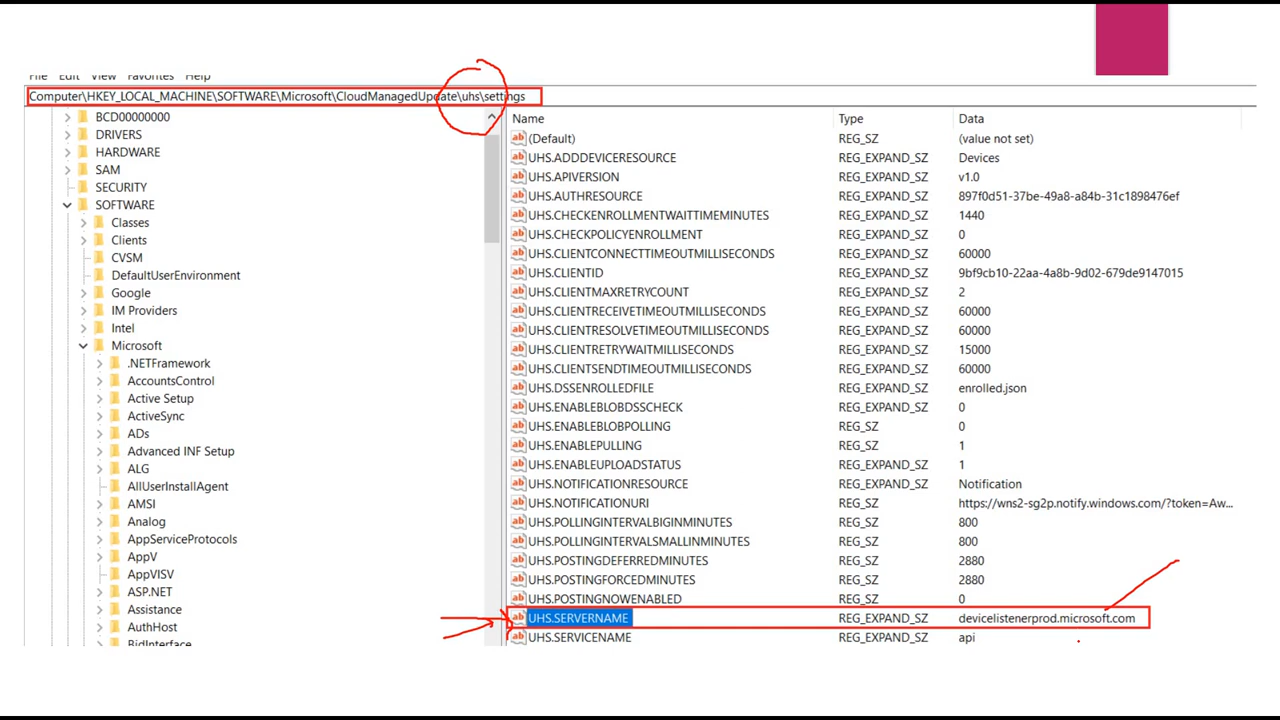 File Edit View Favorites Help
Computer\HKEY_LOCAL_MACHINE\SOFTWARE\Microsoft\CloudManagedUpdate\uhs\settings
BCD00000000
DRIVERS
HARDWARE
SAM
SECURITY
SOFTWARE
Classes
Clients
CVSM
DefaultUserEnvironment
Google
IM Providers
Intel
Microsoft
.NETFramework
AccountsControl
Active Setup
ActiveSync
ADs
Advanced INF Setup
ALG
AllUserInstallAgent
AMSI
Analog
AppServiceProtocols
AppV
AppVISV
ASP.NET
Assistance
AuthHost
BidInterface
Name Type Data
(Default) REG_SZ (value not set)
UHS.ADDDEVICERESOURCE REG_EXPAND_SZ Devices
UHS.APIVERSION REG_EXPAND_SZ v1.0
UHS.AUTHRESOURCE REG_EXPAND_SZ 897f0d51-37be-49a8-a84b-31c1898476ef
UHS.CHECKENROLLMENTWAITTIMEMINUTES REG_EXPAND_SZ 1440
UHS.CHECKPOLICYENROLLMENT REG_EXPAND_SZ 0
UHS.CLIENTCONNECTTIMEOUTMILLISECONDS REG_EXPAND_SZ 60000
UHS.CLIENTID REG_EXPAND_SZ 9bf9cb10-22aa-4a8b-9d02-679de9147015
UHS.CLIENTMAXRETRYCOUNT REG_EXPAND_SZ 2
UHS.CLIENTRECEIVETIMEOUTMILLISECONDS REG_EXPAND_SZ 60000
UHS.CLIENTRESOLVETIMEOUTMILLISECONDS REG_EXPAND_SZ 60000
UHS.CLIENTRETRYWAITMILLISECONDS REG_EXPAND_SZ 15000
UHS.CLIENTSENDTIMEOUTMILLISECONDS REG_EXPAND_SZ 60000
UHS.DSSENROLLEDFILE REG_EXPAND_SZ enrolled.json
UHS.ENABLEBLOBDSSCHECK REG_EXPAND_SZ 0
UHS.ENABLEBLOBPOLLING REG_SZ 0
UHS.ENABLEPULLING REG_EXPAND_SZ 1
UHS.ENABLEUPLOADSTATUS REG_EXPAND_SZ 1
UHS.NOTIFICATIONRESOURCE REG_EXPAND_SZ Notification
UHS.NOTIFICATIONURI REG_SZ https://wns2-sg2p.notify.windows.com/?token=Aw...
UHS.POLLINGINTERVALBIGINMINUTES REG_SZ 800
UHS.POLLINGINTERVALSMALLINMINUTES REG_SZ 800
UHS.POSTINGDEFERREDMINUTES REG_SZ 2880
UHS.POSTINGFORCEDMINUTES REG_SZ 2880
UHS.POSTINGNOWENABLED REG_SZ 0
UHS.SERVERNAME REG_EXPAND_SZ devicelistenerprod.microsoft.com
UHS.SERVICENAME REG_EXPAND_SZ api